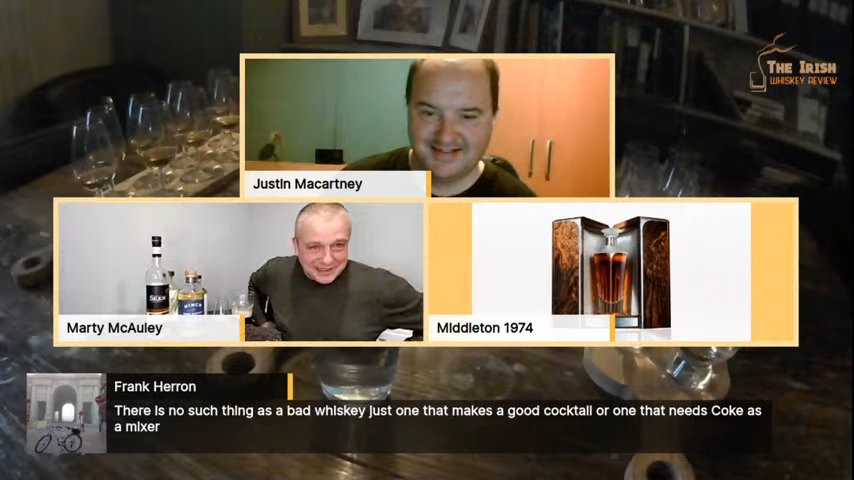 The Irish
Whiskey Review
Justin Macartney
Marty McAuley
Middleton 1974
Frank Herron
There is no such thing as a bad whiskey just one that makes a good cocktail or one that needs Coke as
a mixer